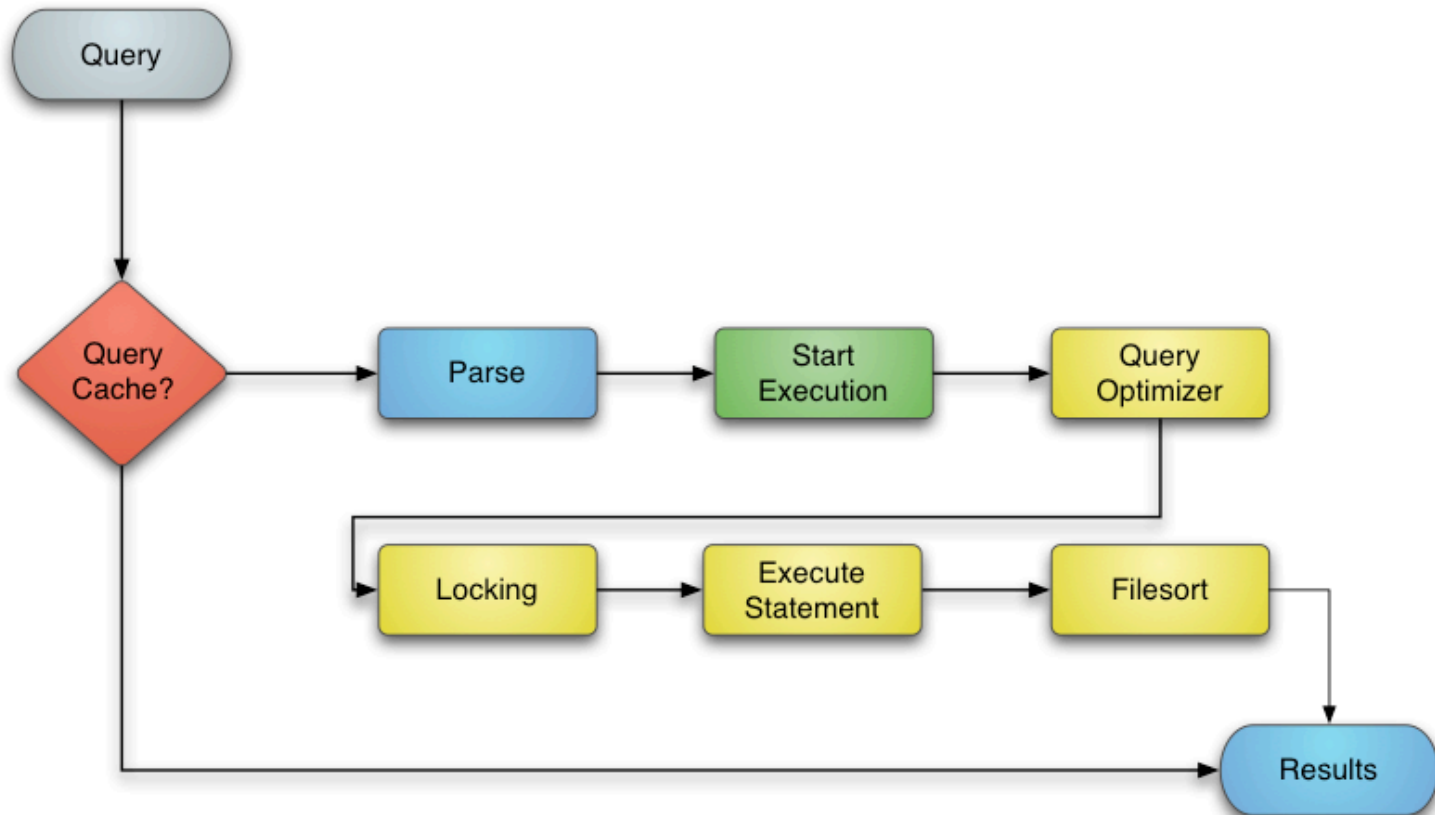 Query
Query
Cache?
Parse
Start
Execution
Query
Optimizer
Locking
Execute
Statement
Filesort
Results